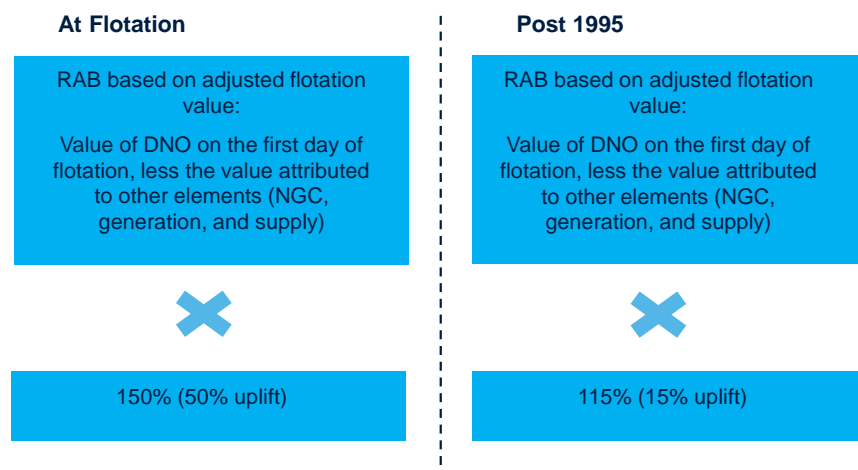 At Flotation
RAB based on adjusted flotation
value:
Value of DNO on the first day of
flotation, less the value attributed
to other elements (NGC,
generation, and supply)
150% (50% uplift)
Post 1995
RAB based on adjusted flotation
value:
Value of DNO on the first day of
flotation, less the value attributed
to other elements (NGC,
generation, and supply)
115% (15% uplift)